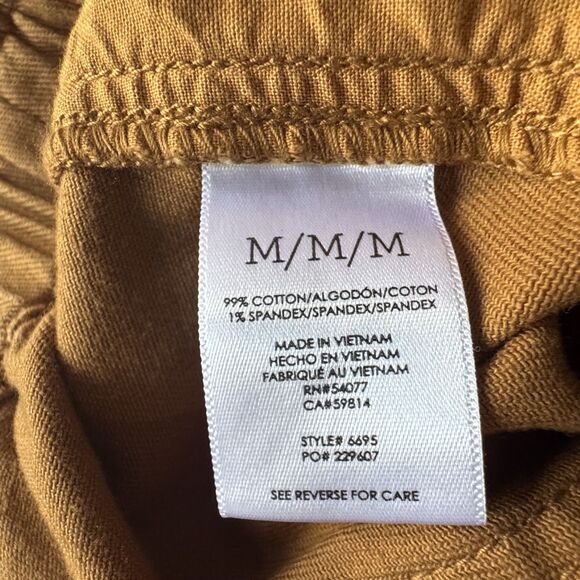 M/M/M
99% COTTON/ALGODÓN/COTON
1% SPANDEX/SPANDEX/SPANDEX
MADE IN VIETNAM
HECHO EN VIETNAM
FABRIQUÉ AU VIETNAM
RN#54077
CA#59814
STYLE# 6695
PO# 229607
SEE REVERSE FOR CARE